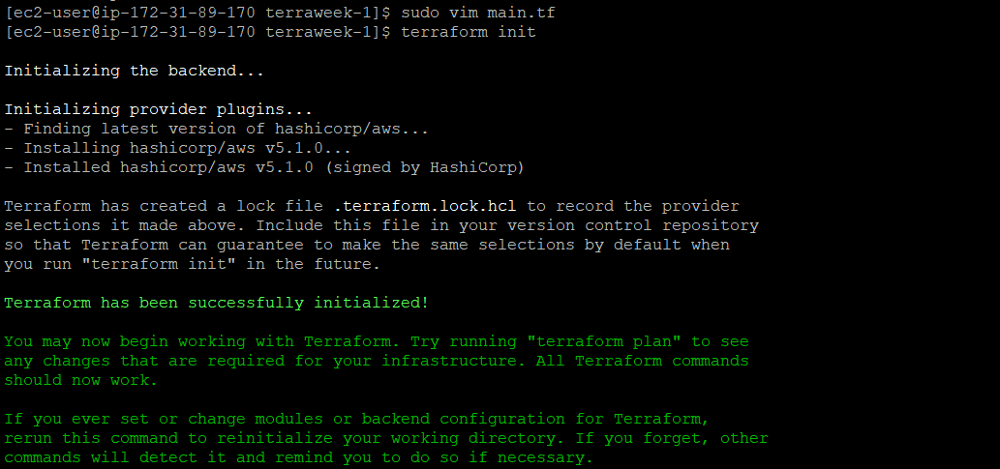 [ec2-user@ip-172-31-89-170 terraweek-1]$ sudo vim main.tf
[ec2-user@ip-172-31-89-170 terraweek-1]$ terraform init
Initializing the backend...
Initializing provider plugins...
- Finding latest version of hashicorp/aws...
- Installing hashicorp/aws v5.1.0...
- Installed hashicorp/aws v5.1.0 (signed by HashiCorp)
Terraform has created a lock file .terraform.lock.hcl to record the provider
selections it made above. Include this file in your version control repository
so that Terraform can guarantee to make the same selections by default when
you run "terraform init" in the future.
Terraform has been successfully initialized!
You may now begin working with Terraform. Try running "terraform plan" to see
any changes that are required for your infrastructure. All Terraform commands
should now work.
If you ever set or change modules or backend configuration for Terraform,
rerun this command to reinitialize your working directory. If you forget, other
commands will detect it and remind you to do so if necessary.